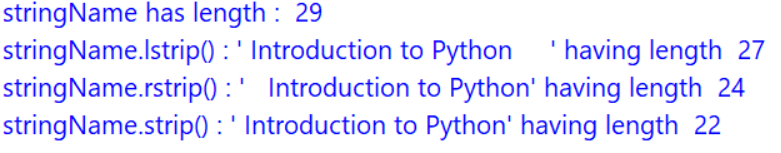 stringName has length :  29
stringName.lstrip() : ' Introduction to Python     ' having length  27
stringName.rstrip() : '   Introduction to Python' having length  24
stringName.strip() : ' Introduction to Python' having length  22